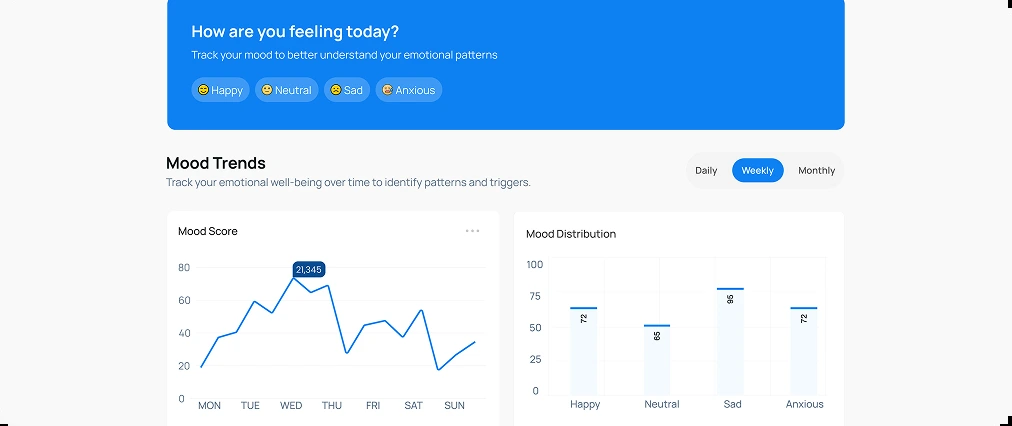 How are you feeling today?
Track your mood to better understand your emotional patterns
Happy Neutral Sad Anxious
Mood Trends
Track your emotional well-being over time to identify patterns and triggers.
Daily Weekly Monthly
Mood Score
21,345
80
60
40
20
0
MON TUE WED THU FRI SAT SUN
Mood Distribution
100
75
50
25
0
72
65
95
72
Happy Neutral Sad Anxious